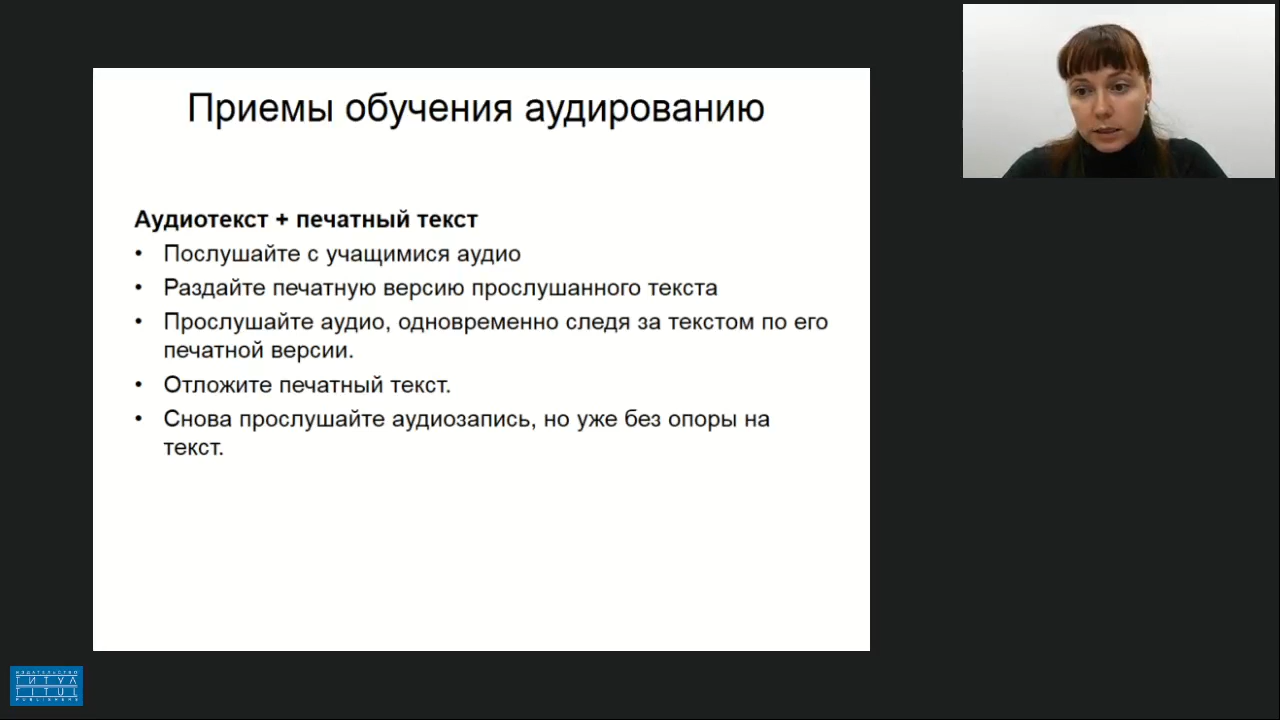 Приемы обучения аудированию
Аудиотекст + печатный текст
• Послушайте с учащимися аудио
• Раздайте печатную версию прослушанного текста
• Прослушайте аудио, одновременно следя за текстом по его
печатной версии.
• Отложите печатный текст.
• Снова прослушайте аудиозапись, но уже без опоры на
текст.
ИЗДАТЕЛЬСТВО
ТИТУЛ
TITUL
PUBLISHERS